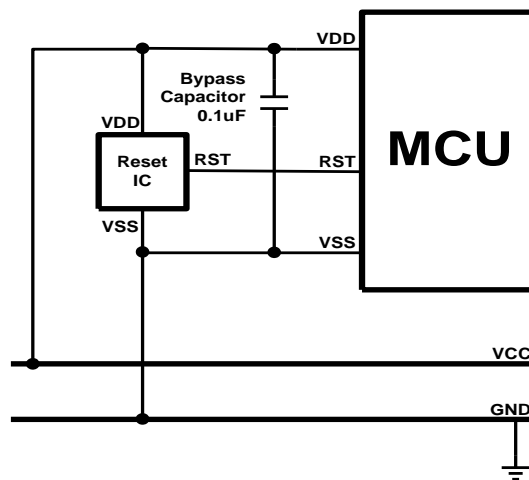 VDD
Bypass
Capacitor
0.1uF
VDD
MCU
Reset
IC
RST
RST
VSS
VSS
VCC
GND